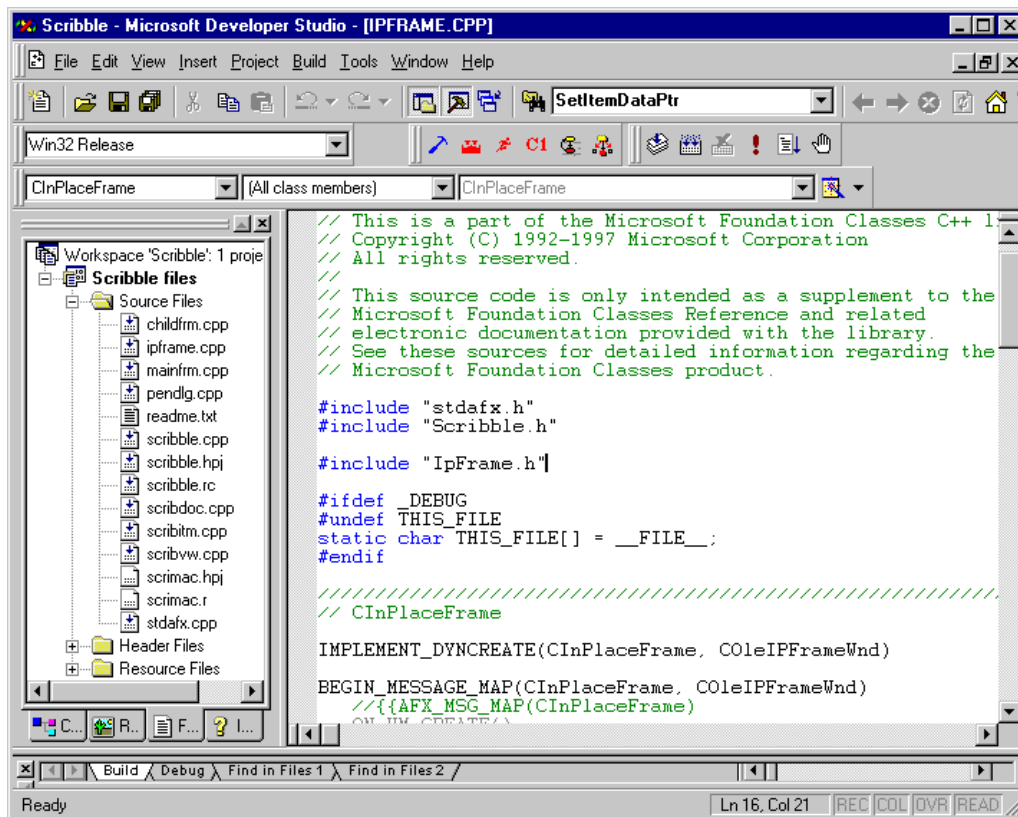 Scribble - Microsoft Developer Studio - [IPFRAME.CPP]
File Edit View Insert Project Build Tools Window Help
SetItemDataPtr
Win32 Release
C1
CInPlaceFrame (All class members) CInPlaceFrame
Workspace 'Scribble': 1 proje
Scribble files
Source Files
childfrm.cpp
ipframe.cpp
mainfrm.cpp
pendlg.cpp
readme.txt
scribble.cpp
scribble.hpj
scribble.rc
scribdoc.cpp
scribitm.cpp
scribvw.cpp
scrimac.hpj
scrimac.r
stdafx.cpp
Header Files
Resource Files
C... R.. F... I...
// This is a part of the Microsoft Foundation Classes C++ li
// Copyright (C) 1992-1997 Microsoft Corporation
// All rights reserved.
//
// This source code is only intended as a supplement to the
// Microsoft Foundation Classes Reference and related
// electronic documentation provided with the library.
// See these sources for detailed information regarding the
// Microsoft Foundation Classes product.
#include "stdafx.h"
#include "Scribble.h"
#include "IpFrame.h"
#ifdef _DEBUG
#undef THIS_FILE
static char THIS_FILE[] = __FILE__;
#endif
/////////////////////////////////////////////////////////////
// CInPlaceFrame
IMPLEMENT_DYNCREATE(CInPlaceFrame, COleIPFrameWnd)
BEGIN_MESSAGE_MAP(CInPlaceFrame, COleIPFrameWnd)
//{{AFX_MSG_MAP(CInPlaceFrame)
ON_WM_CREATE()
Build Debug Find in Files 1 Find in Files 2
Ready
Ln 16, Col 21 REC COL OVR READ